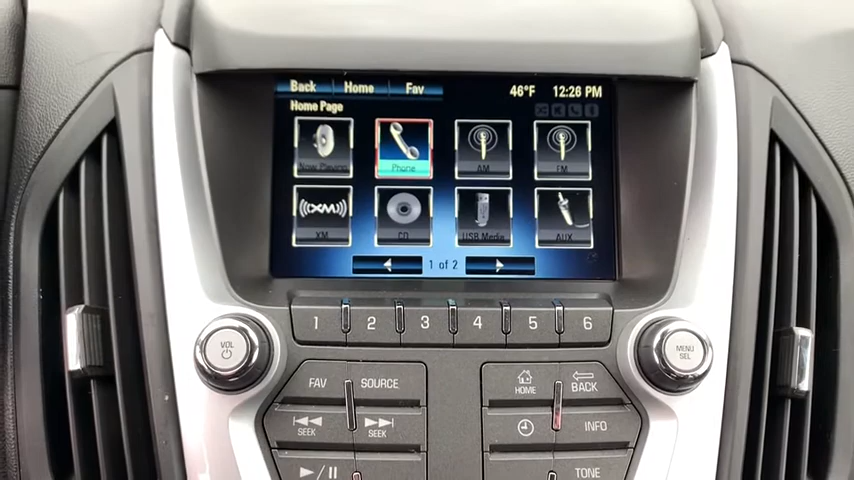 Back Home Fav 46°F 12:26 PM
Home Page
Now Playing Phone AM FM
XM
XM CD USB Media AUX
1 of 2
1 2 3 4 5 6
VOL
MENU
SEL
FAV SOURCE
HOME BACK
SEEK SEEK
INFO
TONE